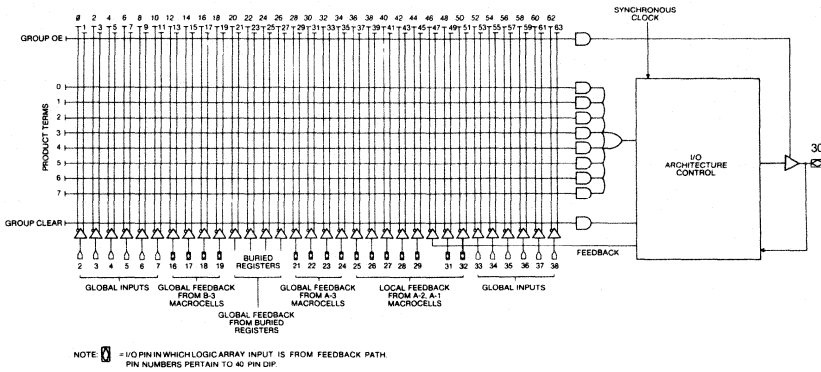 0 2 4 6 8 10 12 14 16 18 20 22 24 26 28 30 32 34 36 38 40 42 44 46 48 50 52 54 56 58 60 62
1 3 5 7 9 11 13 15 17 19 21 23 25 27 29 31 33 35 37 39 41 43 45 47 49 51 53 55 57 59 61 63
SYNCHRONOUS
CLOCK
GROUP OE
PRODUCT TERMS
0
1
2
3
4
5
6
7
I/O
ARCHITECTURE
CONTROL
30
GROUP CLEAR
FEEDBACK
2 3 4 5 6 7 16 17 18 19
BURIED
REGISTERS
21 22 23 24 25 26 27 28 29 31 32 33 34 35 36 37 38
GLOBAL INPUTS
GLOBAL FEEDBACK
FROM B-3
MACROCELLS
GLOBAL FEEDBACK
FROM BURIED
REGISTERS
GLOBAL FEEDBACK
FROM A-3
MACROCELLS
LOCAL FEEDBACK
FROM A-2, A-1
MACROCELLS
GLOBAL INPUTS
NOTE: = I/O PIN IN WHICH LOGIC ARRAY INPUT IS FROM FEEDBACK PATH.
PIN NUMBERS PERTAIN TO 40 PIN DIP.